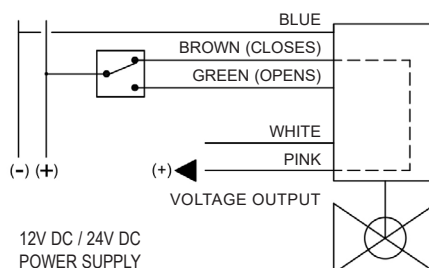 BLUE
BROWN (CLOSES)
GREEN (OPENS)
WHITE
(-) (+)
(+)
PINK
VOLTAGE OUTPUT
12V DC / 24V DC
POWER SUPPLY